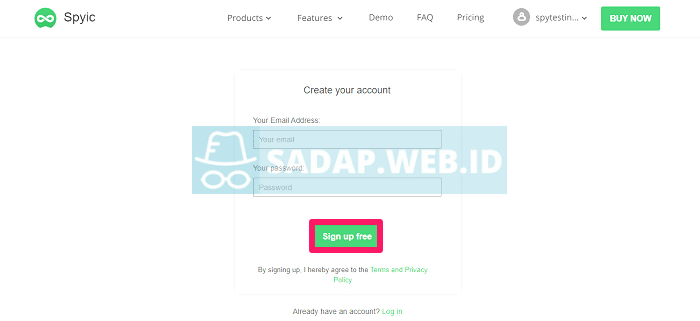 Spyic
Products
Features
Demo
FAQ
Pricing
spytestin...
BUY NOW
Create your account
Your Email Address:
Your email
SADAP.WEB.ID
Your password:
Password
Sign up free
By signing up, I hereby agree to the Terms and Privacy
Policy
Already have an account? Log in